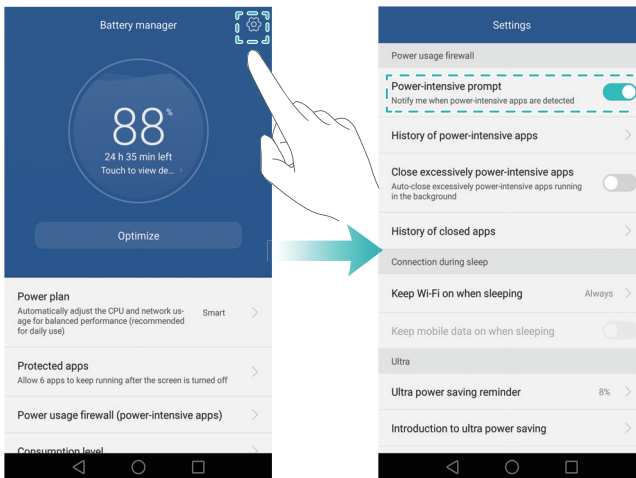 Battery manager
88%
24 h 35 min left
Touch to view de...
Optimize
Power plan
Automatically adjust the CPU and network us-
age for balanced performance (recommended
for daily use)
Smart
Protected apps
Allow 6 apps to keep running after the screen is turned off
Power usage firewall (power-intensive apps)
Consumption level
Settings
Power usage firewall
Power-intensive prompt
Notify me when power-intensive apps are detected
History of power-intensive apps
Close excessively power-intensive apps
Auto-close excessively power-intensive apps running
in the background
History of closed apps
Connection during sleep
Keep Wi-Fi on when sleeping Always
Keep mobile data on when sleeping
Ultra
Ultra power saving reminder 8%
Introduction to ultra power saving